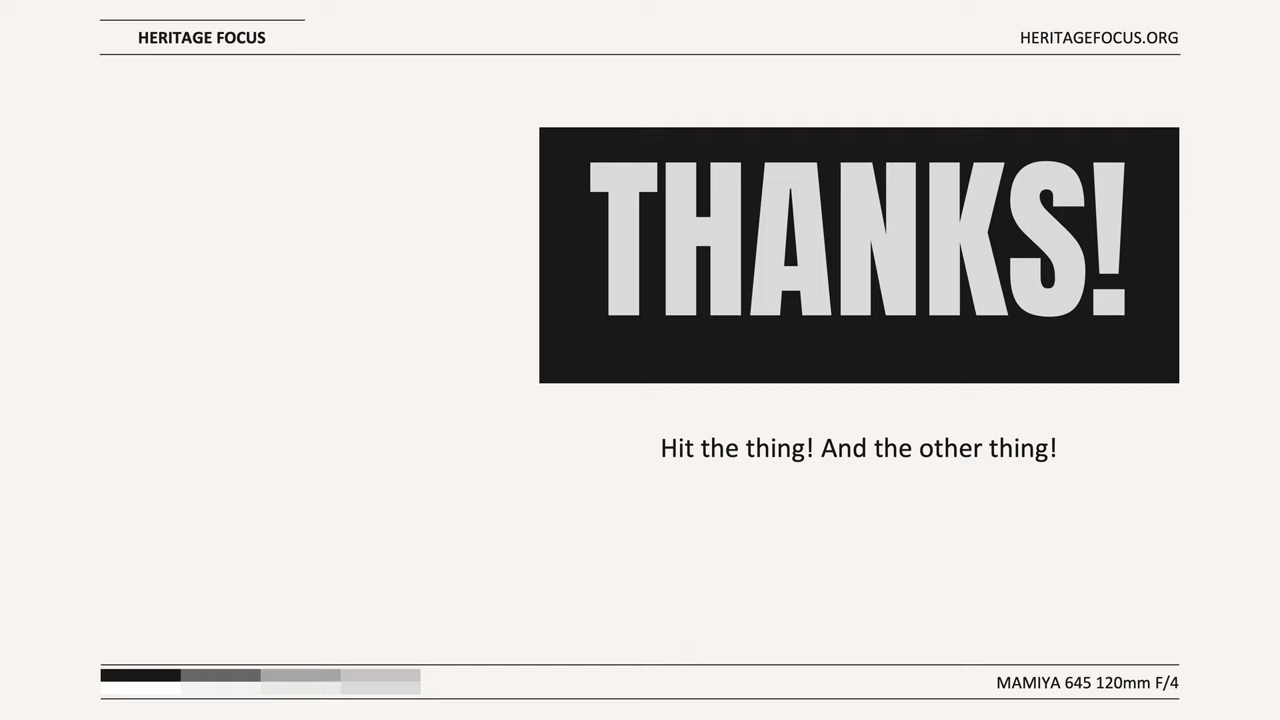 HERITAGE FOCUS
HERITAGEFOCUS.ORG
THANKS!
Hit the thing! And the other thing!
MAMIYA 645 120mm F/4